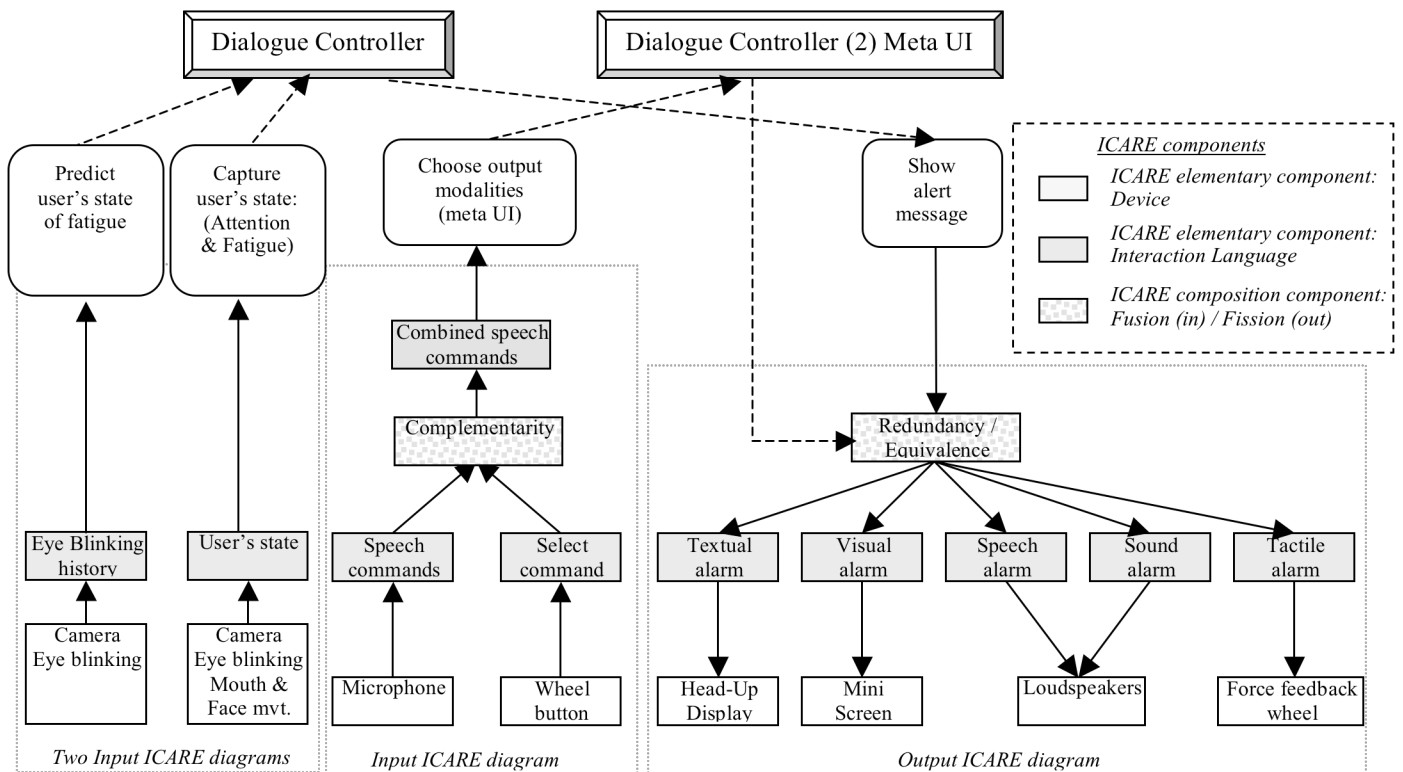 Dialogue Controller
Dialogue Controller (2) Meta UI
Predict
user's state
of fatigue
Capture
user's state:
(Attention
& Fatigue)
Choose output
modalities
(meta UI)
Show
alert
message
ICARE components
ICARE elementary component:
Device
ICARE elementary component:
Interaction Language
ICARE composition component:
Fusion (in) / Fission (out)
Combined speech
commands
Complementarity
Redundancy /
Equivalence
Eye Blinking
history
User's state
Speech
commands
Select
command
Textual
alarm
Visual
alarm
Speech
alarm
Sound
alarm
Tactile
alarm
Camera
Eye blinking
Camera
Eye blinking
Mouth &
Face mvt.
Microphone
Wheel
button
Head-Up
Display
Mini
Screen
Loudspeakers
Force feedback
wheel
Two Input ICARE diagrams
Input ICARE diagram
Output ICARE diagram